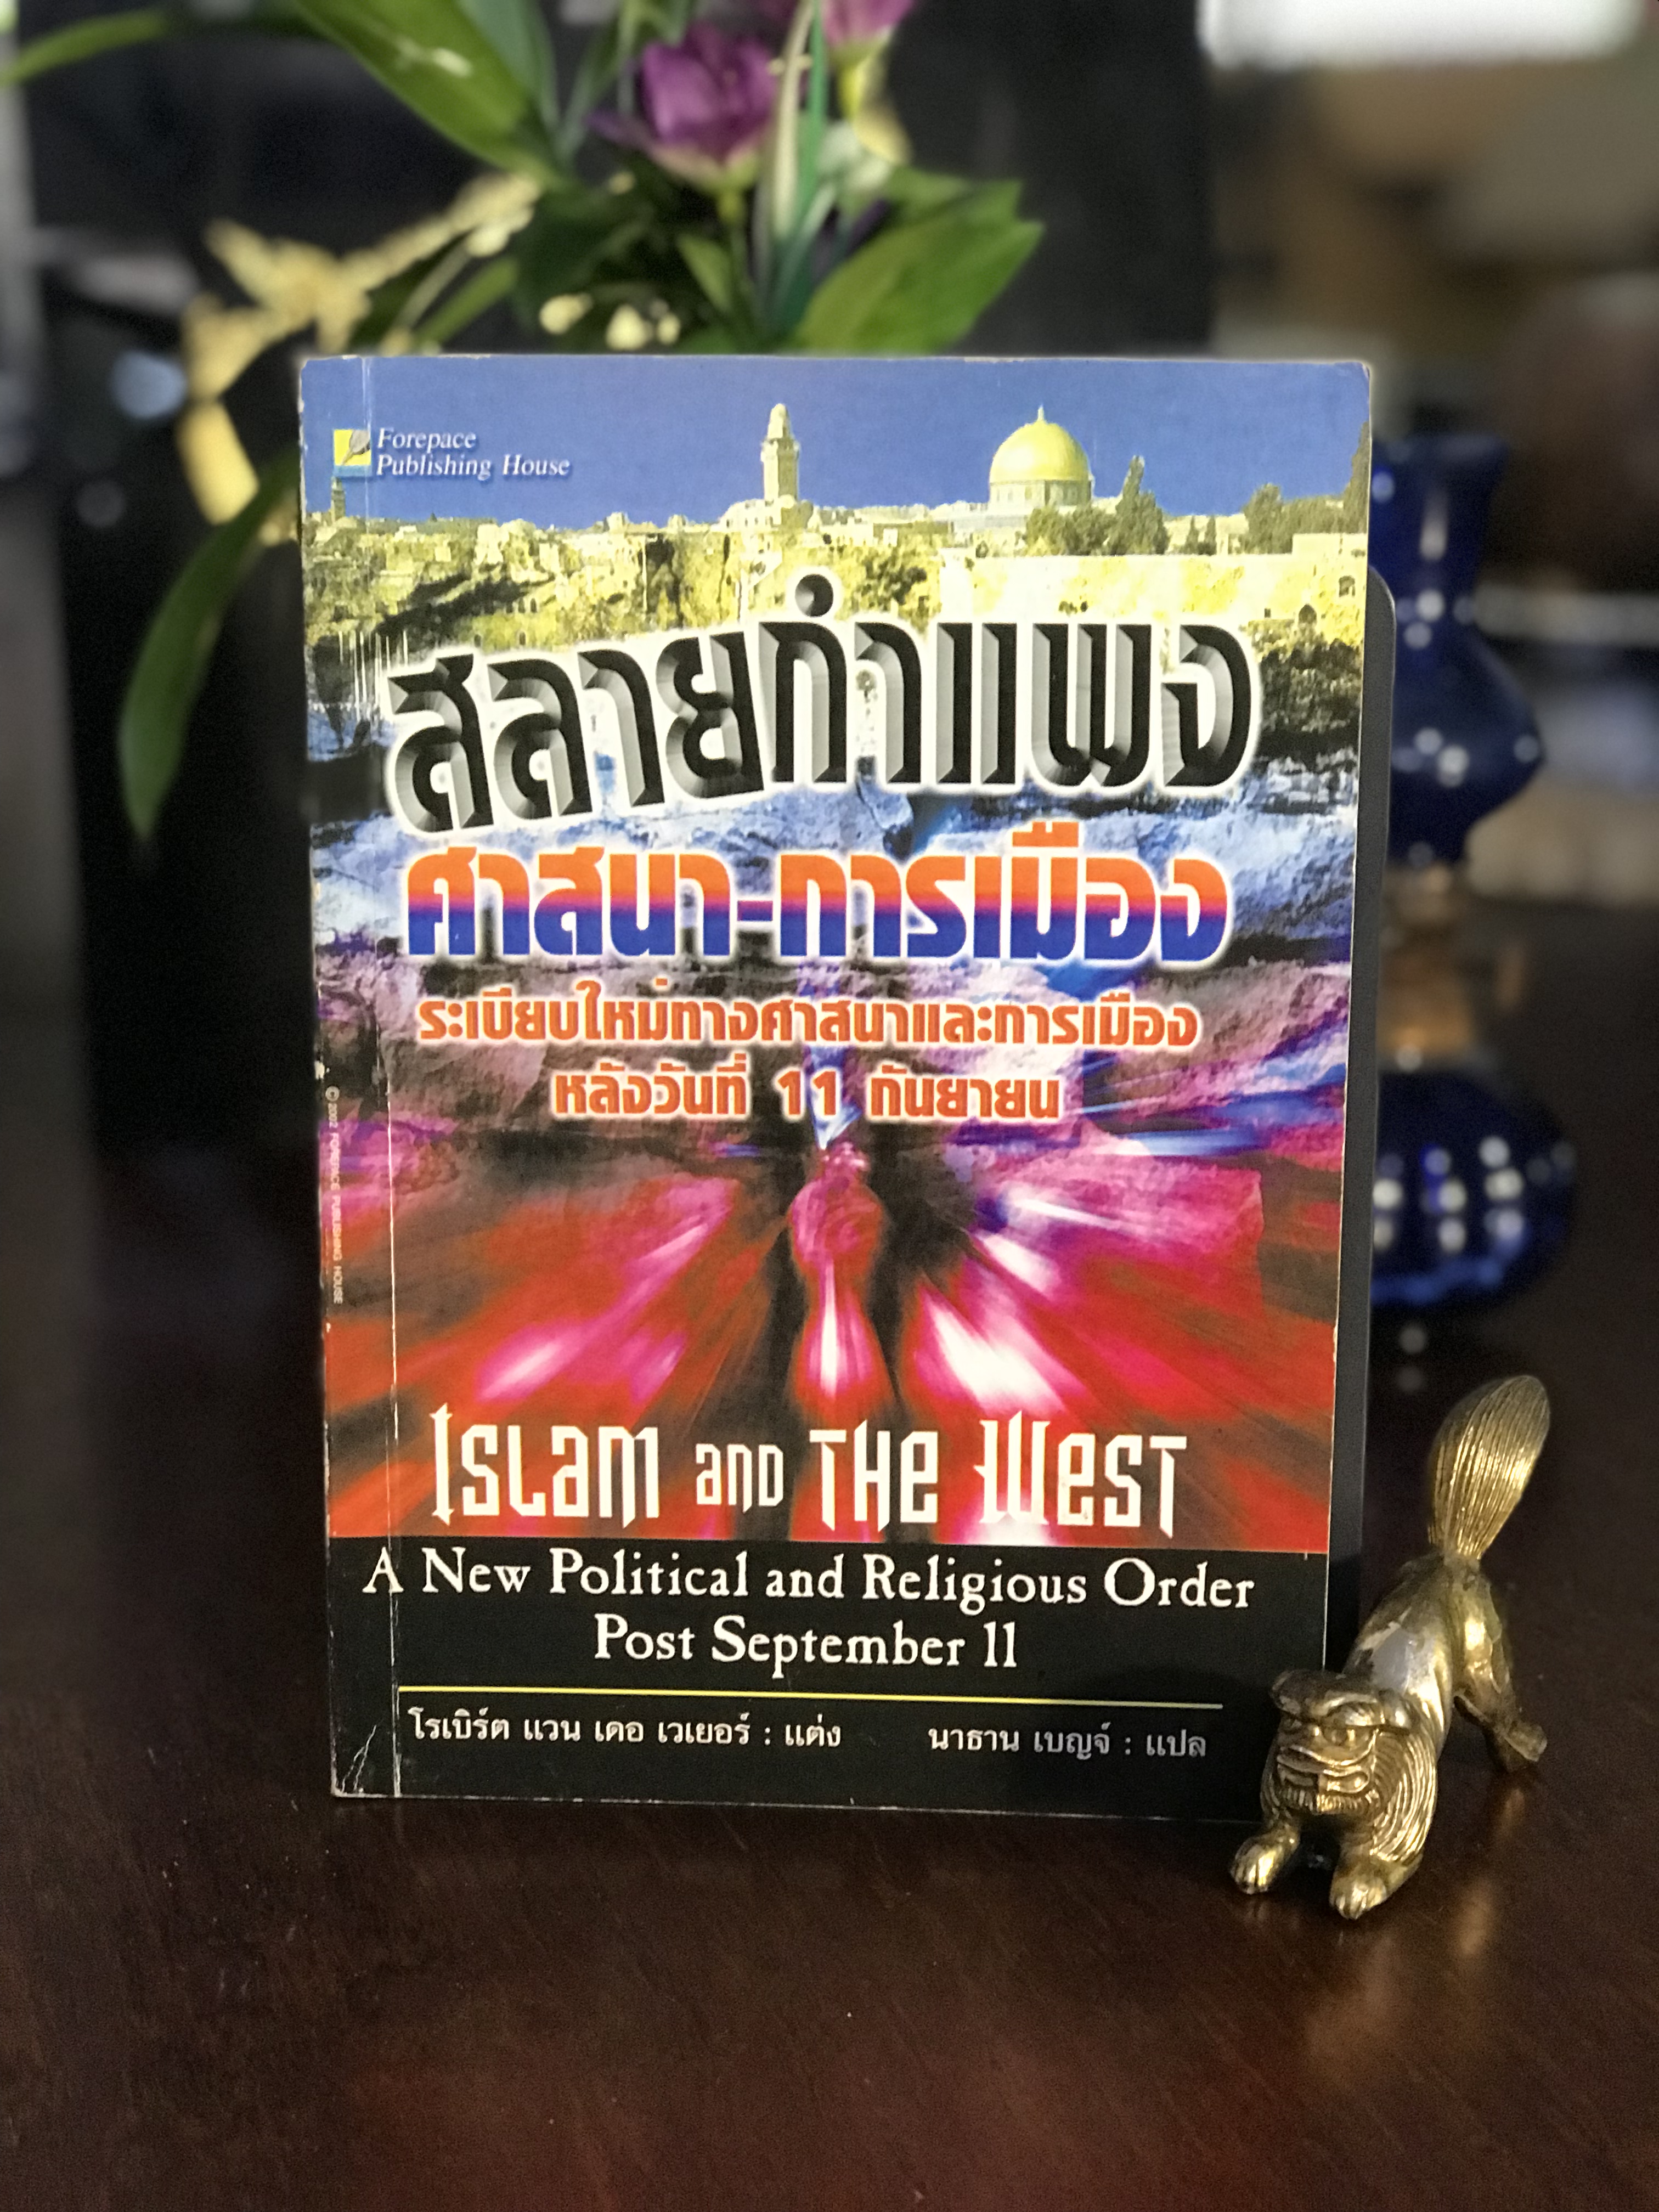 Forepace
Publishing House
สลายกำแพง
ศาสนา-การเมือง
ระเบียบใหม่ทางศาสนาและการเมือง
หลังวันที่ 11 กันยายน
© 2002 FOREPACE PUBLISHING HOUSE
Islam and the West
A New Political and Religious Order
Post September 11
โรเบิร์ต แวน เดอ เวเยอร์ : แต่ง นาธาน เบญจ์ : แปล